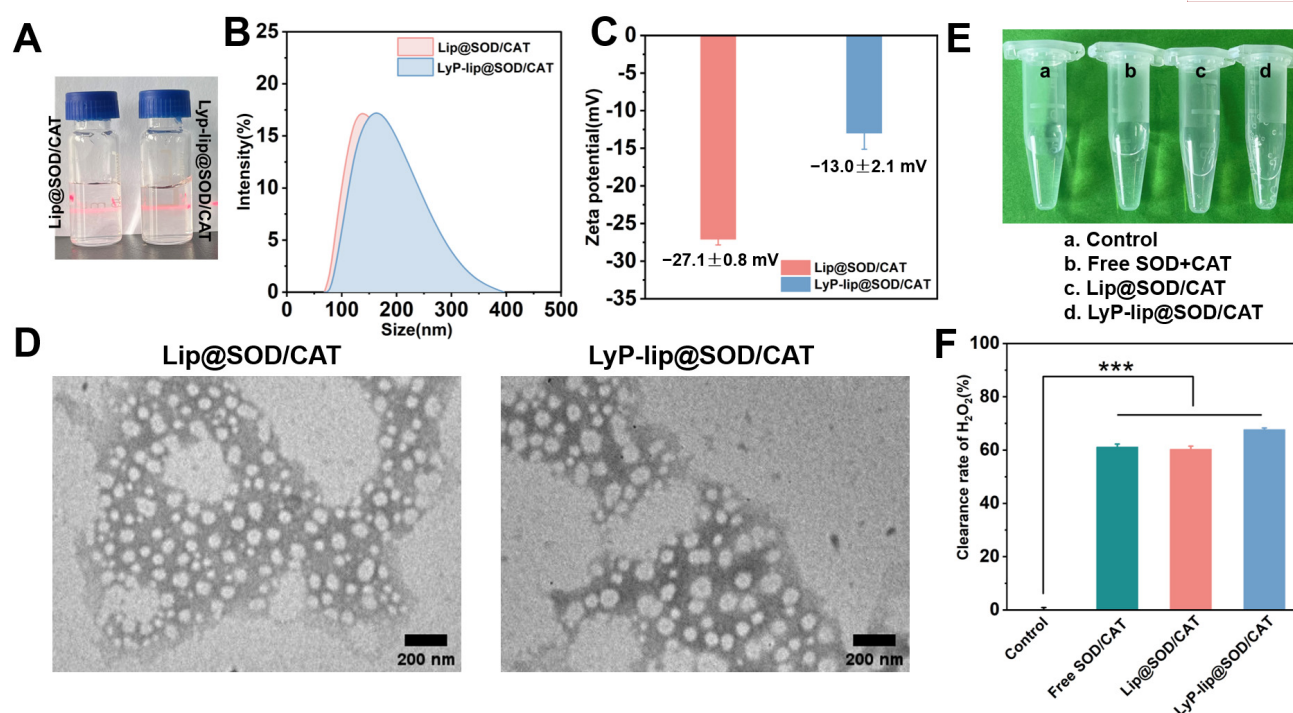 A
Lip@SOD/CAT
Lyp-lip@SOD/CAT
B
25
20
15
10
5
0
Intensity(%)
Lip@SOD/CAT
LyP-lip@SOD/CAT
0 100 200 300 400 500
Size(nm)
C
0
-5
-10
-15
-20
-25
-30
-35
Zeta potential(mV)
−13.0±2.1 mV
−27.1±0.8 mV
Lip@SOD/CAT
LyP-lip@SOD/CAT
D
Lip@SOD/CAT
200 nm
LyP-lip@SOD/CAT
200 nm
E
a b c d
a. Control
b. Free SOD+CAT
c. Lip@SOD/CAT
d. LyP-lip@SOD/CAT
F
100
80
60
40
20
0
Clearance rate of H₂O₂(%)
***
Control
Free SOD/CAT
Lip@SOD/CAT
LyP-lip@SOD/CAT